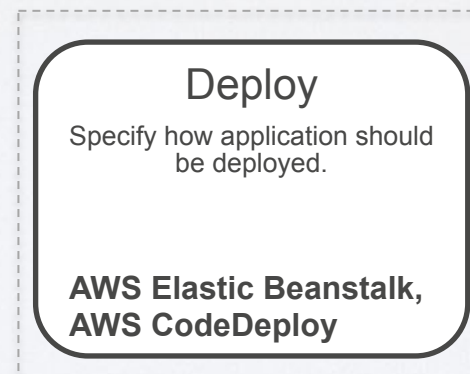 Deploy
Specify how application should
be deployed.
AWS Elastic Beanstalk,
AWS CodeDeploy